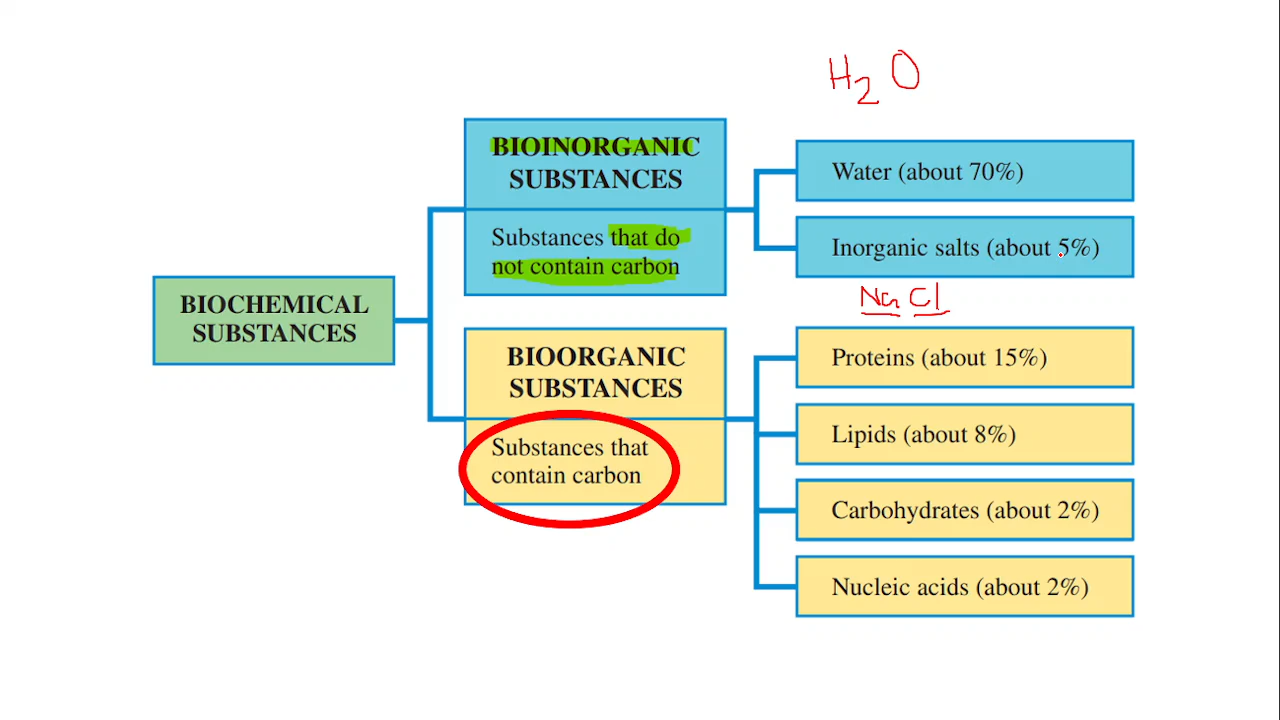 H2O
BIOINORGANIC
SUBSTANCES
Substances that do
not contain carbon
Water (about 70%)
Inorganic salts (about 5%)
NaCl
BIOCHEMICAL
SUBSTANCES
BIOORGANIC
SUBSTANCES
Substances that
contain carbon
Proteins (about 15%)
Lipids (about 8%)
Carbohydrates (about 2%)
Nucleic acids (about 2%)